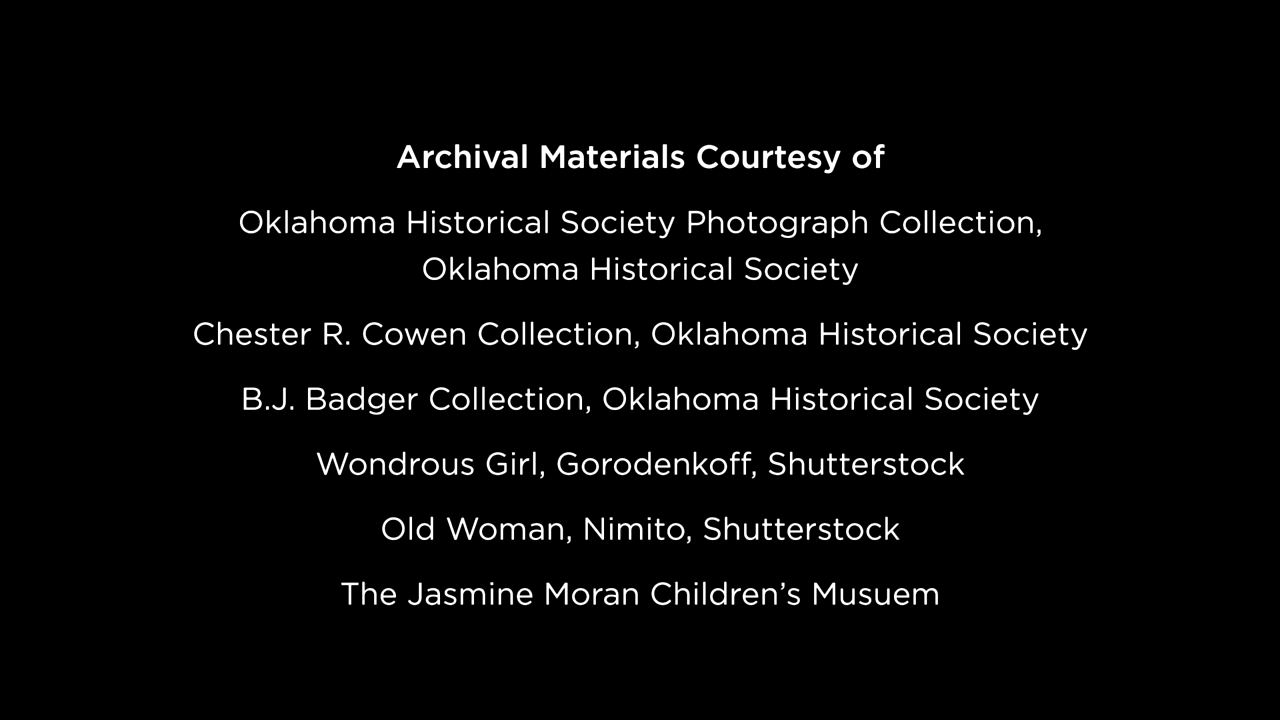 Archival Materials Courtesy of
Oklahoma Historical Society Photograph Collection,
Oklahoma Historical Society
Chester R. Cowen Collection, Oklahoma Historical Society
B.J. Badger Collection, Oklahoma Historical Society
Wondrous Girl, Gorodenkoff, Shutterstock
Old Woman, Nimito, Shutterstock
The Jasmine Moran Children’s Musuem